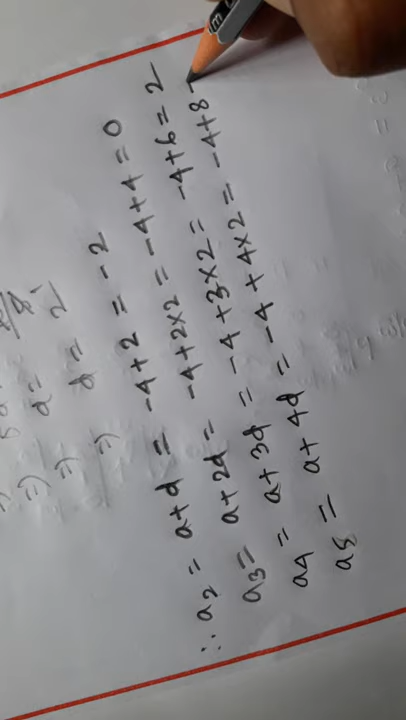 => d =
=> d = 2.
∴ a2 = a+d = -4+2 = -2
a3 = a+2d = -4+2×2 = -4+4 = 0
a4 = a+3d = -4+3×2 = -4+6 = 2
a5 = a+4d = -4+4×2 = -4+8